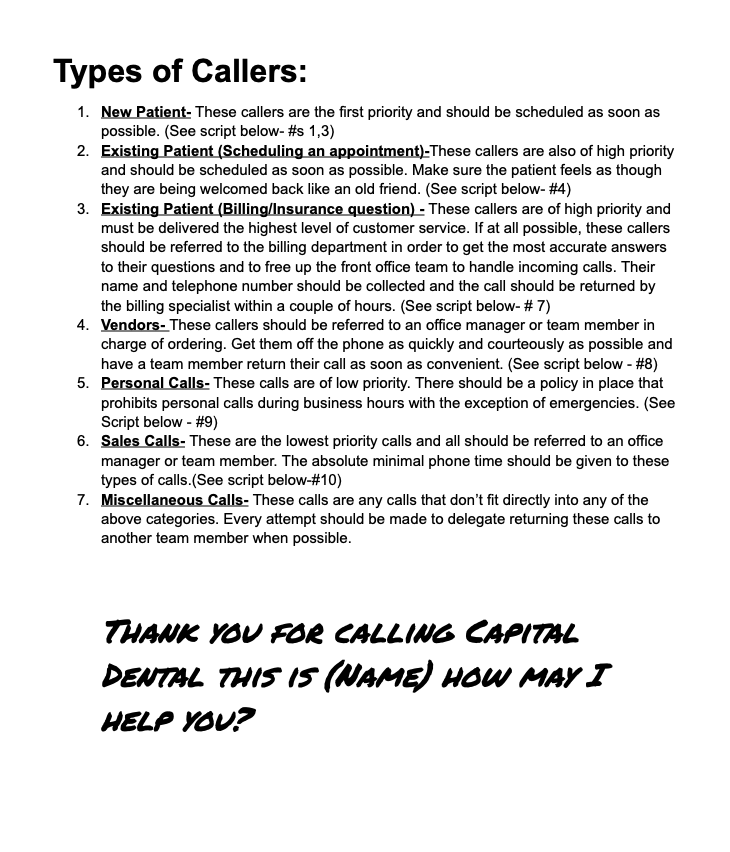 Types of Callers:
1. New Patient- These callers are the first priority and should be scheduled as soon as
possible. (See script below- #s 1,3)
2. Existing Patient (Scheduling an appointment)-These callers are also of high priority
and should be scheduled as soon as possible. Make sure the patient feels as though
they are being welcomed back like an old friend. (See script below- #4)
3. Existing Patient (Billing/Insurance question) - These callers are of high priority and
must be delivered the highest level of customer service. If at all possible, these callers
should be referred to the billing department in order to get the most accurate answers
to their questions and to free up the front office team to handle incoming calls. Their
name and telephone number should be collected and the call should be returned by
the billing specialist within a couple of hours. (See script below- # 7)
4. Vendors- These callers should be referred to an office manager or team member in
charge of ordering. Get them off the phone as quickly and courteously as possible and
have a team member return their call as soon as convenient. (See script below - #8)
5. Personal Calls- These calls are of low priority. There should be a policy in place that
prohibits personal calls during business hours with the exception of emergencies. (See
Script below - #9)
6. Sales Calls- These are the lowest priority calls and all should be referred to an office
manager or team member. The absolute minimal phone time should be given to these
types of calls.(See script below-#10)
7. Miscellaneous Calls- These calls are any calls that don’t fit directly into any of the
above categories. Every attempt should be made to delegate returning these calls to
another team member when possible.
Thank you for calling Capital
Dental this is (Name) how may I
help you?